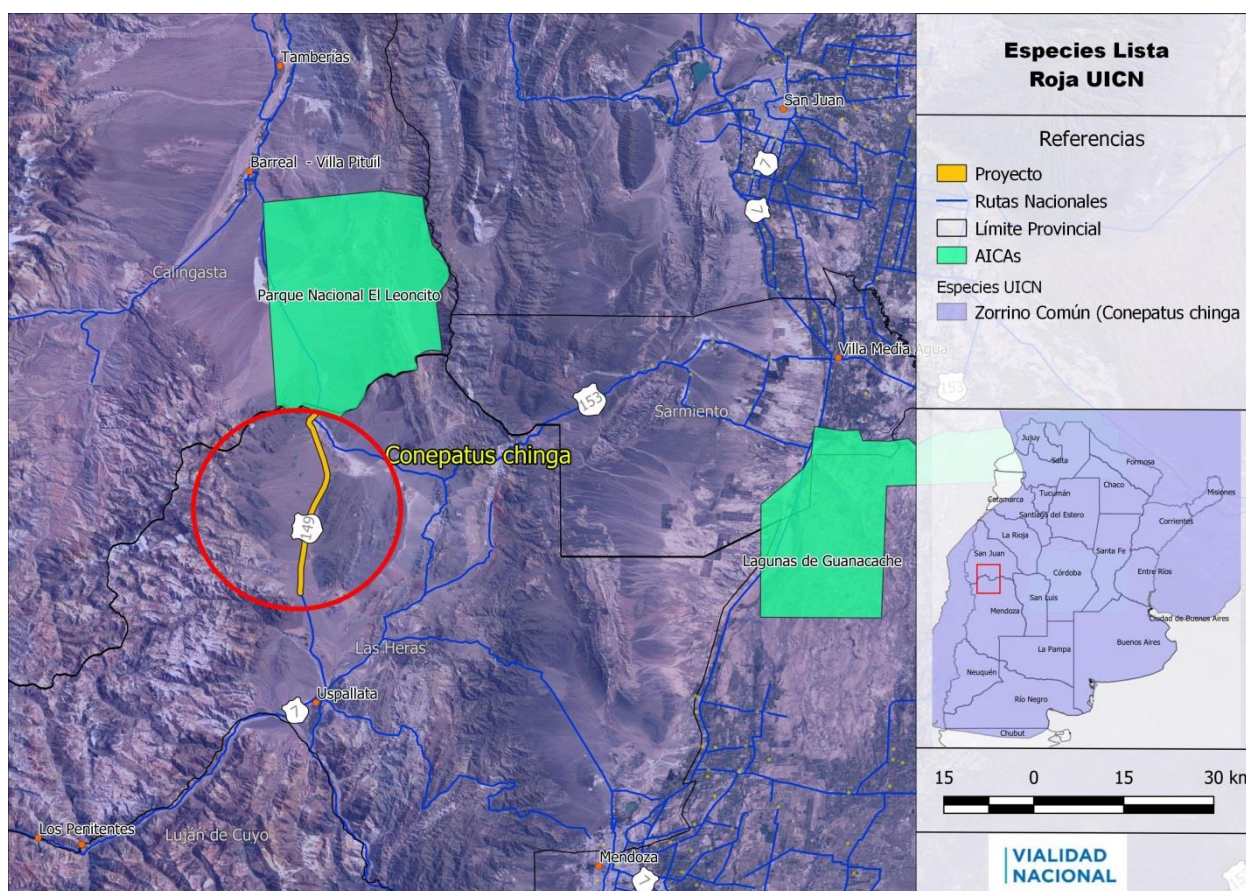 Tamberías
San Juan
7
Barreal - Villa Pituil
7
Calingasta
Parque Nacional El Leoncito
Villa Media Agua
153
Sarmiento
Conepatus chinga
149
Lagunas de Guanacache
Las Heras
Uspallata
7
Los Penitentes
Luján de Cuyo
Mendoza
7
Especies Lista
Roja UICN
Referencias
Proyecto
Rutas Nacionales
Límite Provincial
AICAs
Especies UICN
Zorrino Común (Conepatus chinga
153
Jujuy
Salta
Formosa
Chaco
Misiones
Catamarca
Tucumán
Santiago del Estero
Corrientes
La Rioja
Santa Fe
San Juan
Córdoba
Entre Ríos
San Luis
Mendoza
Ciudad de Buenos Aires
Buenos Aires
La Pampa
Neuquén
Río Negro
Chubut
15 0 15 30 km
VIALIDAD
NACIONAL